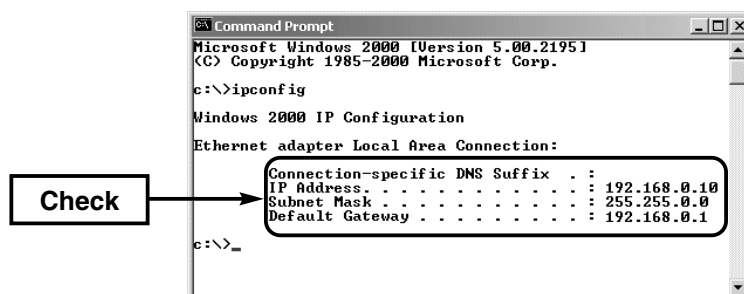 Command Prompt
Microsoft Windows 2000 [Version 5.00.2195]
(C) Copyright 1985-2000 Microsoft Corp.
c:\>ipconfig
Windows 2000 IP Configuration
Ethernet adapter Local Area Connection:
Connection-specific DNS Suffix . :
IP Address. . . . . . . . . . . . : 192.168.0.10
Subnet Mask . . . . . . . . . . . : 255.255.0.0
Default Gateway . . . . . . . . . : 192.168.0.1
Check
c:\>_